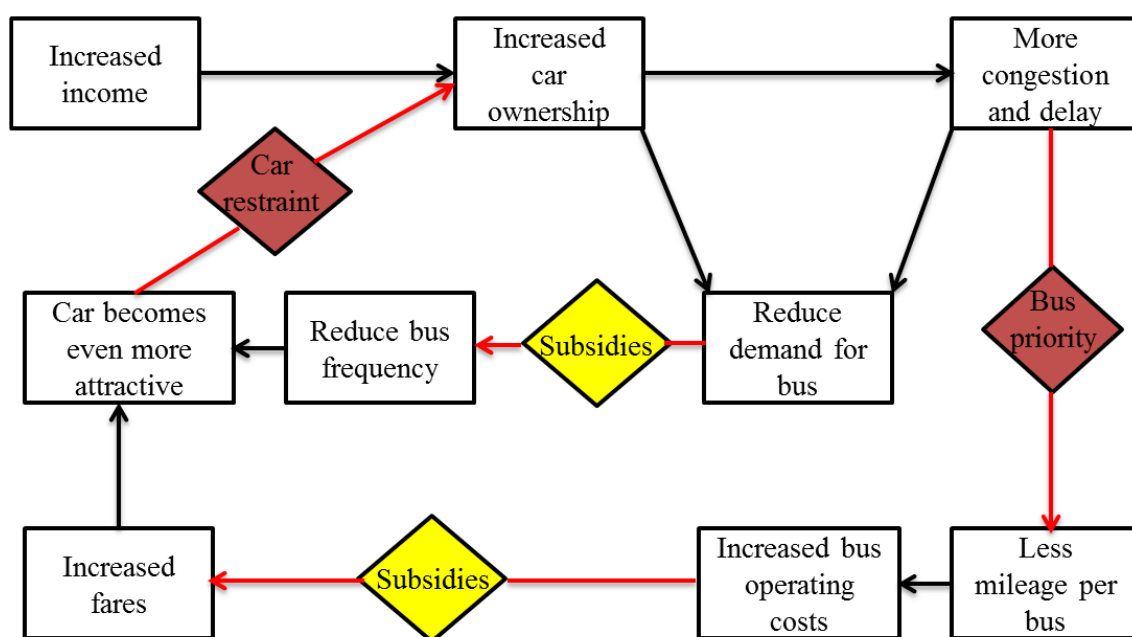 Increased
income
Increased
car
ownership
More
congestion
and delay
Car
restraint
Car becomes
even more
attractive
Reduce bus
frequency
Subsidies
Reduce
demand for
bus
Bus
priority
Increased
fares
Subsidies
Increased bus
operating
costs
Less
mileage per
bus